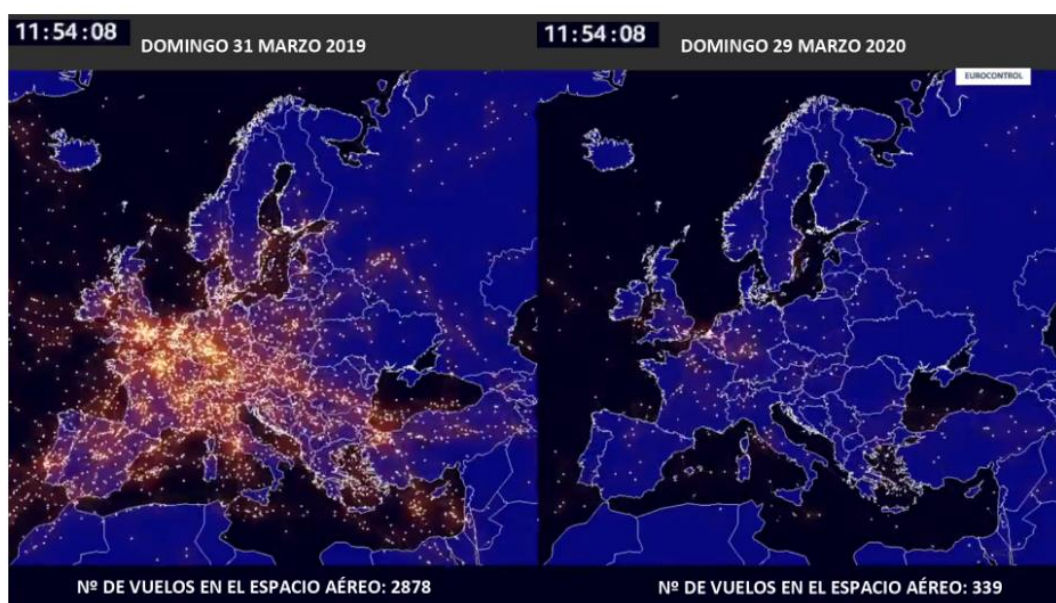 11:54:08
DOMINGO 31 MARZO 2019
11:54:08
DOMINGO 29 MARZO 2020
EUROCONTROL
Nº DE VUELOS EN EL ESPACIO AÉREO: 2878
Nº DE VUELOS EN EL ESPACIO AÉREO: 339